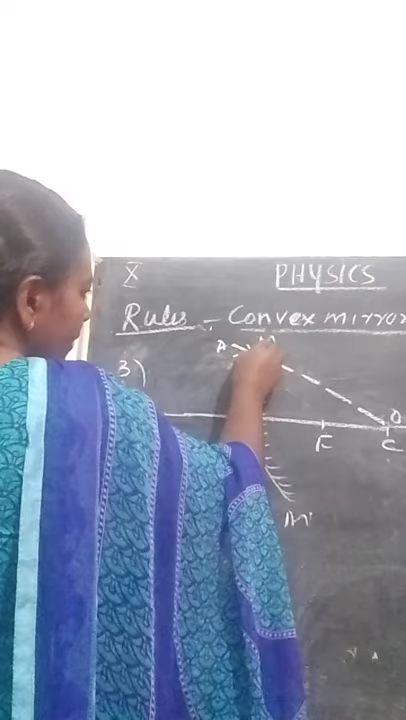 X PHYSICS
Rules - Convex mirror
3)
A
F C
M'